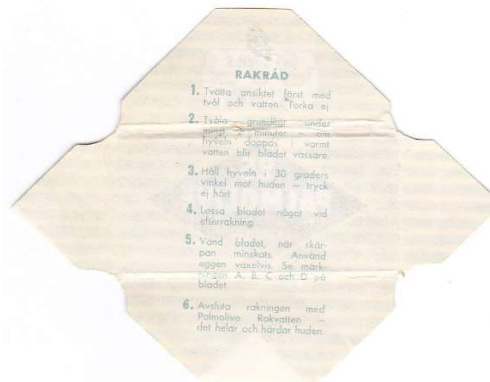 RAKRÅD
1. Tvätta ansiktet först med
tvål och vatten Torka ej
2. Tvåla grundligt under
minst minuter om
hyveln doppas i varmt
vatten blir bladet vassare.
3. Håll hyveln i 30 graders
vinkel mot huden — tryck
ej hårt
4. Lossa bladet något vid
efterrakning.
5. Vänd bladet, när skär-
pan minskats. Använd
eggen växelvis. Se märk-
ningen A, B, C och D på
bladet
6. Avsluta rakningen med
Palmolive Rakvatten —
det helar och härdar huden.